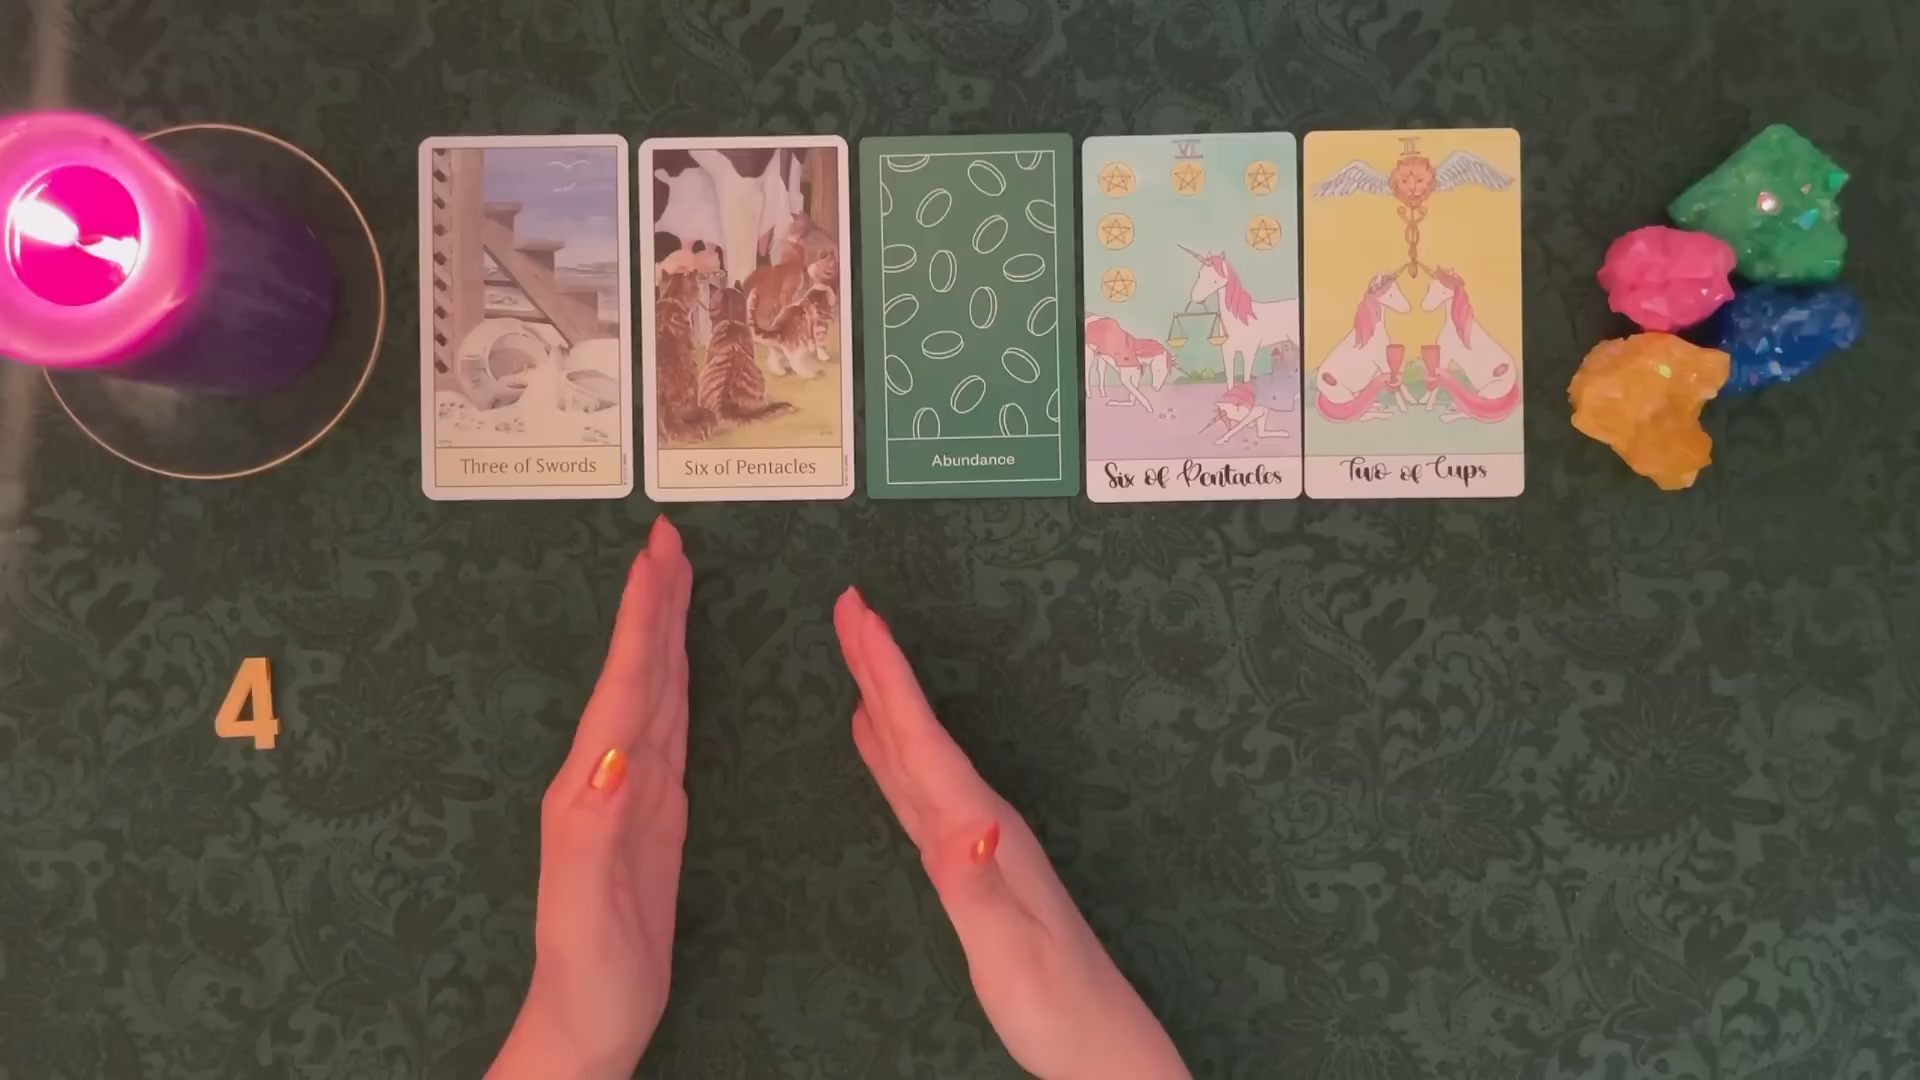 Three of Swords
Six of Pentacles
Abundance
VI
Six of Pentacles
II
Two of Cups
4